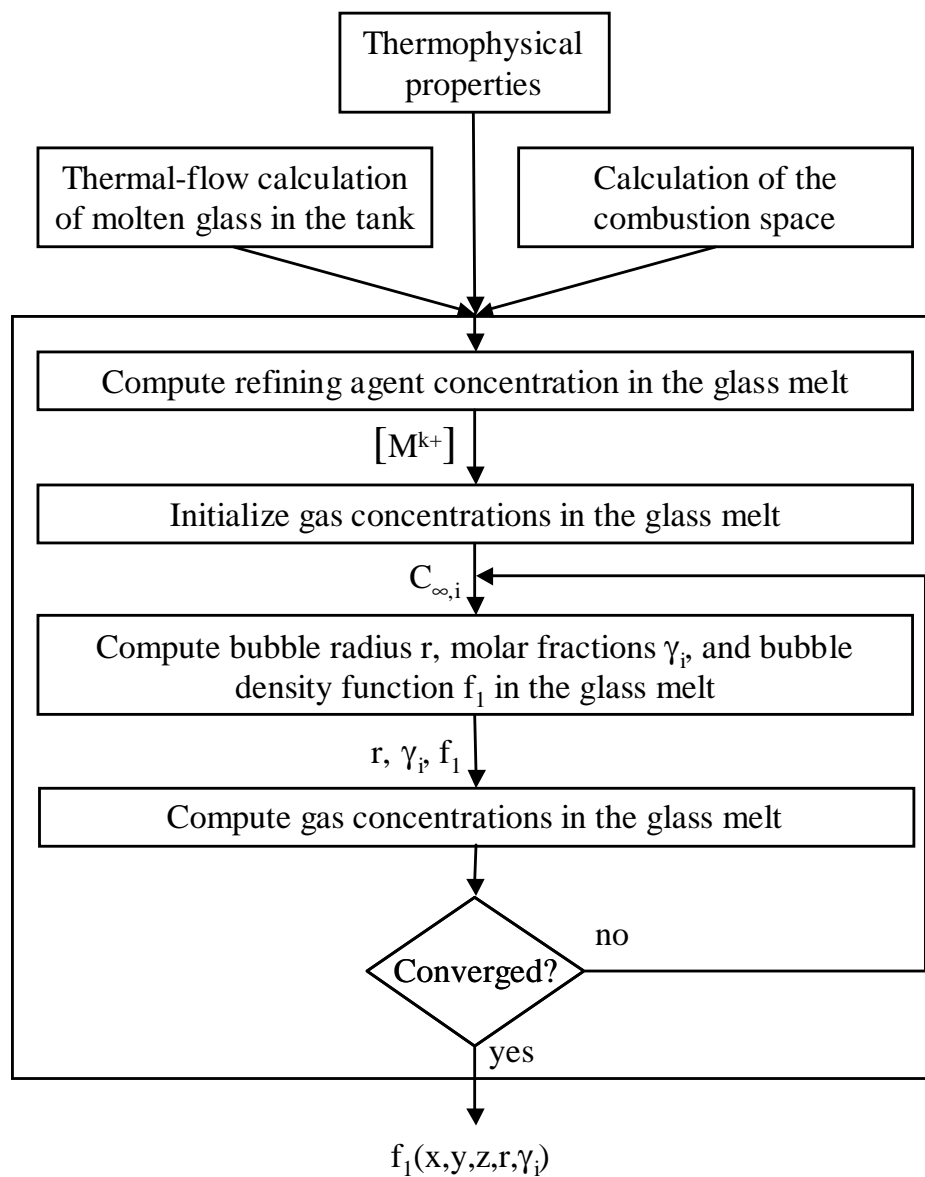 Thermophysical
properties
Thermal-flow calculation
of molten glass in the tank
Calculation of the
combustion space
Compute refining agent concentration in the glass melt
[Mᵏ⁺]
Initialize gas concentrations in the glass melt
C∞,i
Compute bubble radius r, molar fractions γᵢ, and bubble
density function f₁ in the glass melt
r, γᵢ, f₁
Compute gas concentrations in the glass melt
no
Converged?
yes
f₁(x,y,z,r,γᵢ)